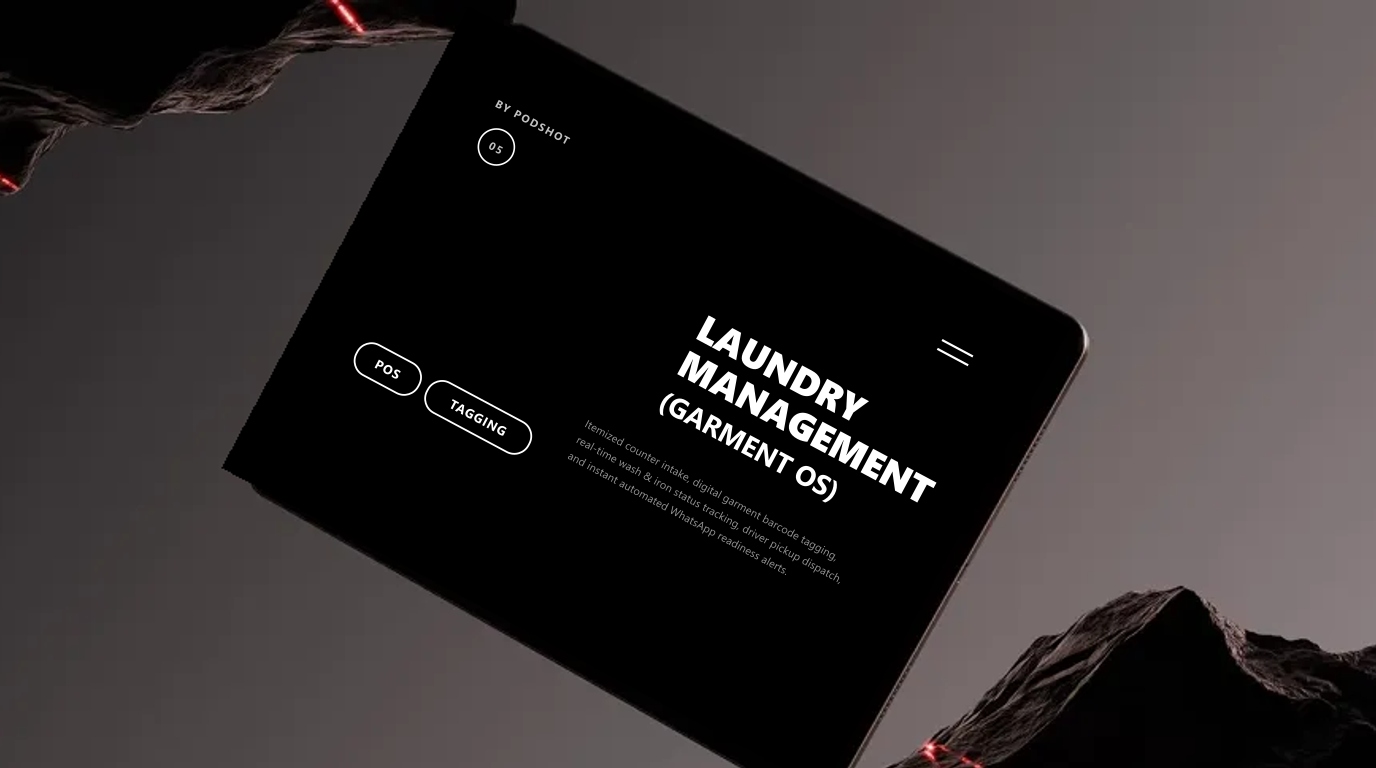 BY PODSHOT
05
LAUNDRY
MANAGEMENT
(GARMENT OS)
POS
TAGGING
Itemized counter intake, digital garment barcode tagging,
real-time wash & iron status tracking, driver pickup dispatch,
and instant automated WhatsApp readiness alerts.